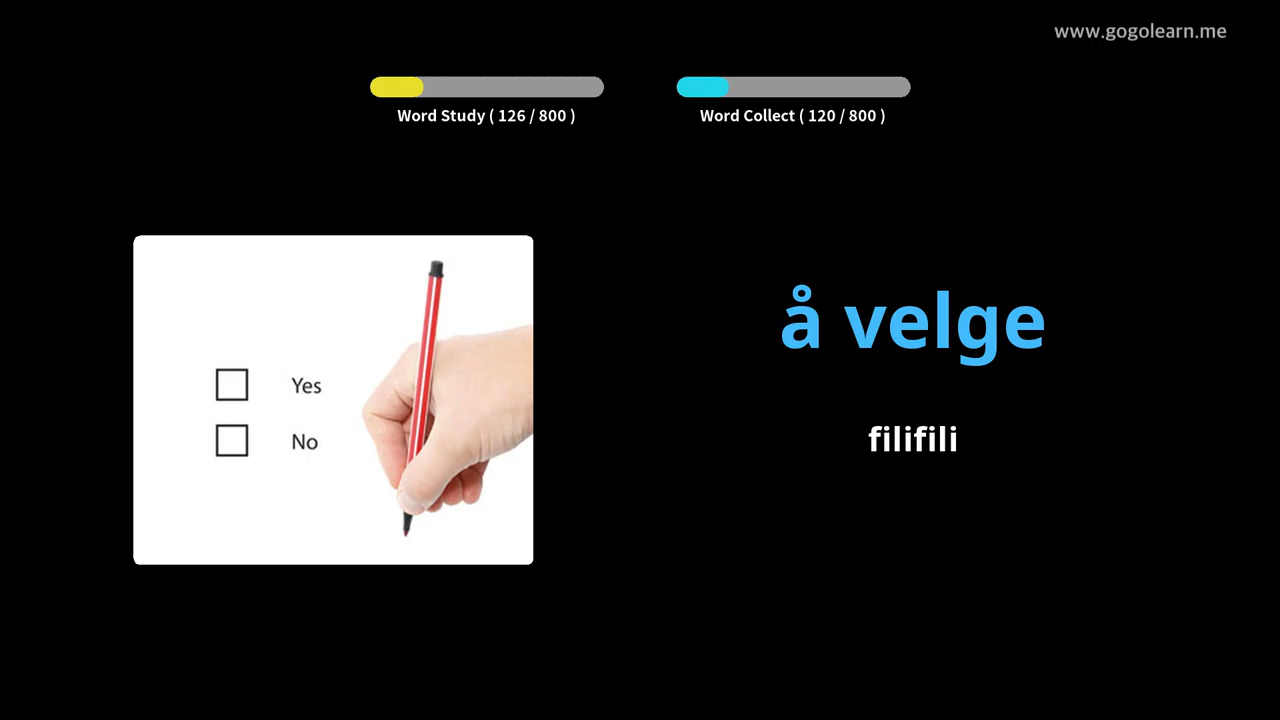 www.gogolearn.me
Word Study ( 126 / 800 )
Word Collect ( 120 / 800 )
Yes
No
å velge
filifili